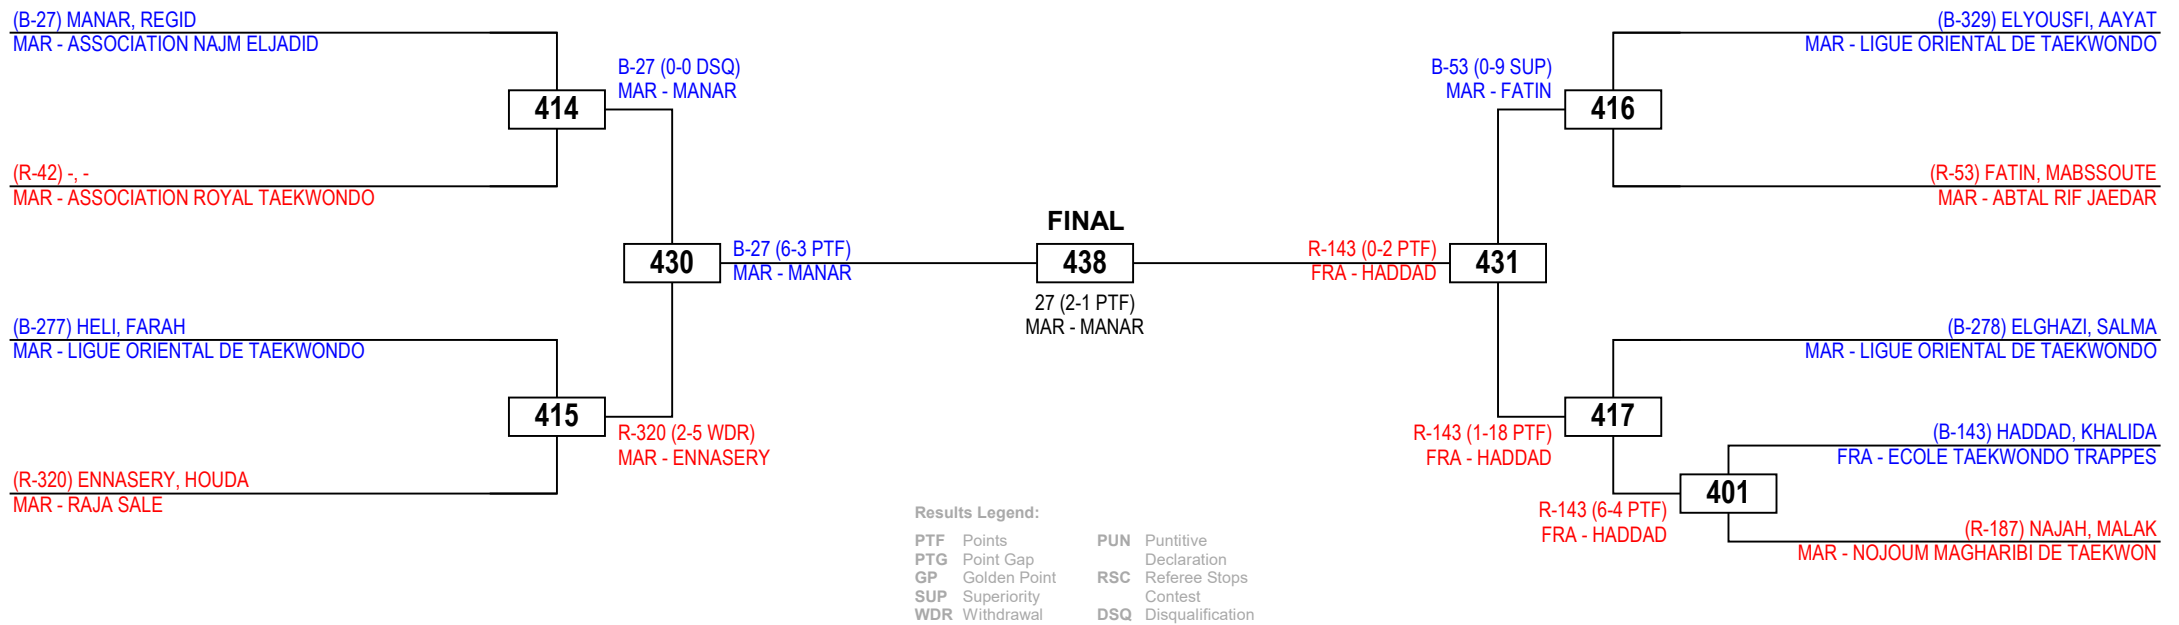 (B-27) MANAR, REGID
MAR - ASSOCIATION NAJM ELJADID
414
B-27 (0-0 DSQ)
MAR - MANAR
(R-42) -, -
MAR - ASSOCIATION ROYAL TAEKWONDO
430
B-27 (6-3 PTF)
MAR - MANAR
(B-277) HELI, FARAH
MAR - LIGUE ORIENTAL DE TAEKWONDO
415
R-320 (2-5 WDR)
MAR - ENNASERY
(R-320) ENNASERY, HOUDA
MAR - RAJA SALE
FINAL
438
27 (2-1 PTF)
MAR - MANAR
(B-329) ELYOUSFI, AAYAT
MAR - LIGUE ORIENTAL DE TAEKWONDO
B-53 (0-9 SUP)
MAR - FATIN
416
(R-53) FATIN, MABSSOUTE
MAR - ABTAL RIF JAEDAR
R-143 (0-2 PTF)
FRA - HADDAD
431
(B-278) ELGHAZI, SALMA
MAR - LIGUE ORIENTAL DE TAEKWONDO
417
R-143 (1-18 PTF)
FRA - HADDAD
(B-143) HADDAD, KHALIDA
FRA - ECOLE TAEKWONDO TRAPPES
401
R-143 (6-4 PTF)
FRA - HADDAD
(R-187) NAJAH, MALAK
MAR - NOJOUM MAGHARIBI DE TAEKWON
Results Legend:
PTF Points
PTG Point Gap
GP Golden Point
SUP Superiority
WDR Withdrawal
PUN Puntitive
Declaration
RSC Referee Stops
Contest
DSQ Disqualification